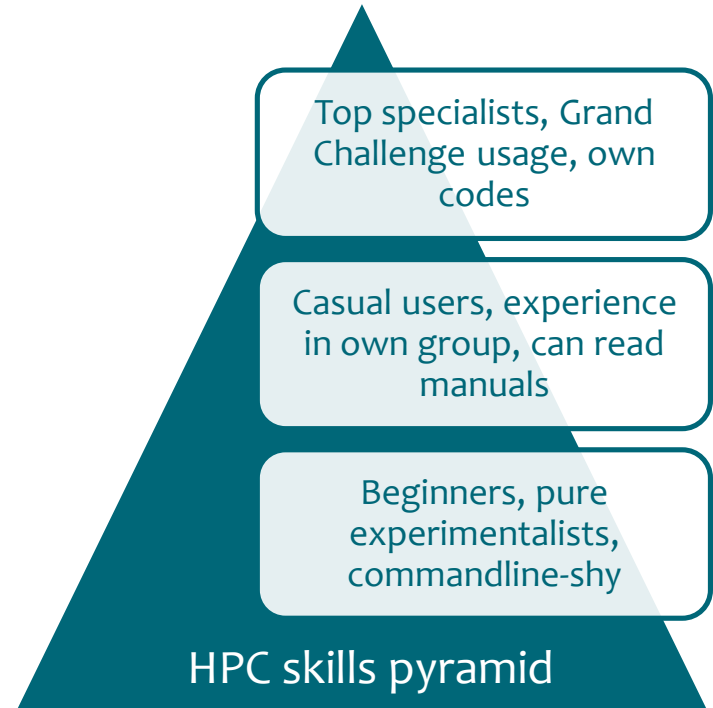 Top specialists, Grand
Challenge usage, own
codes
Casual users, experience
in own group, can read
manuals
Beginners, pure
experimentalists,
commandline-shy
HPC skills pyramid